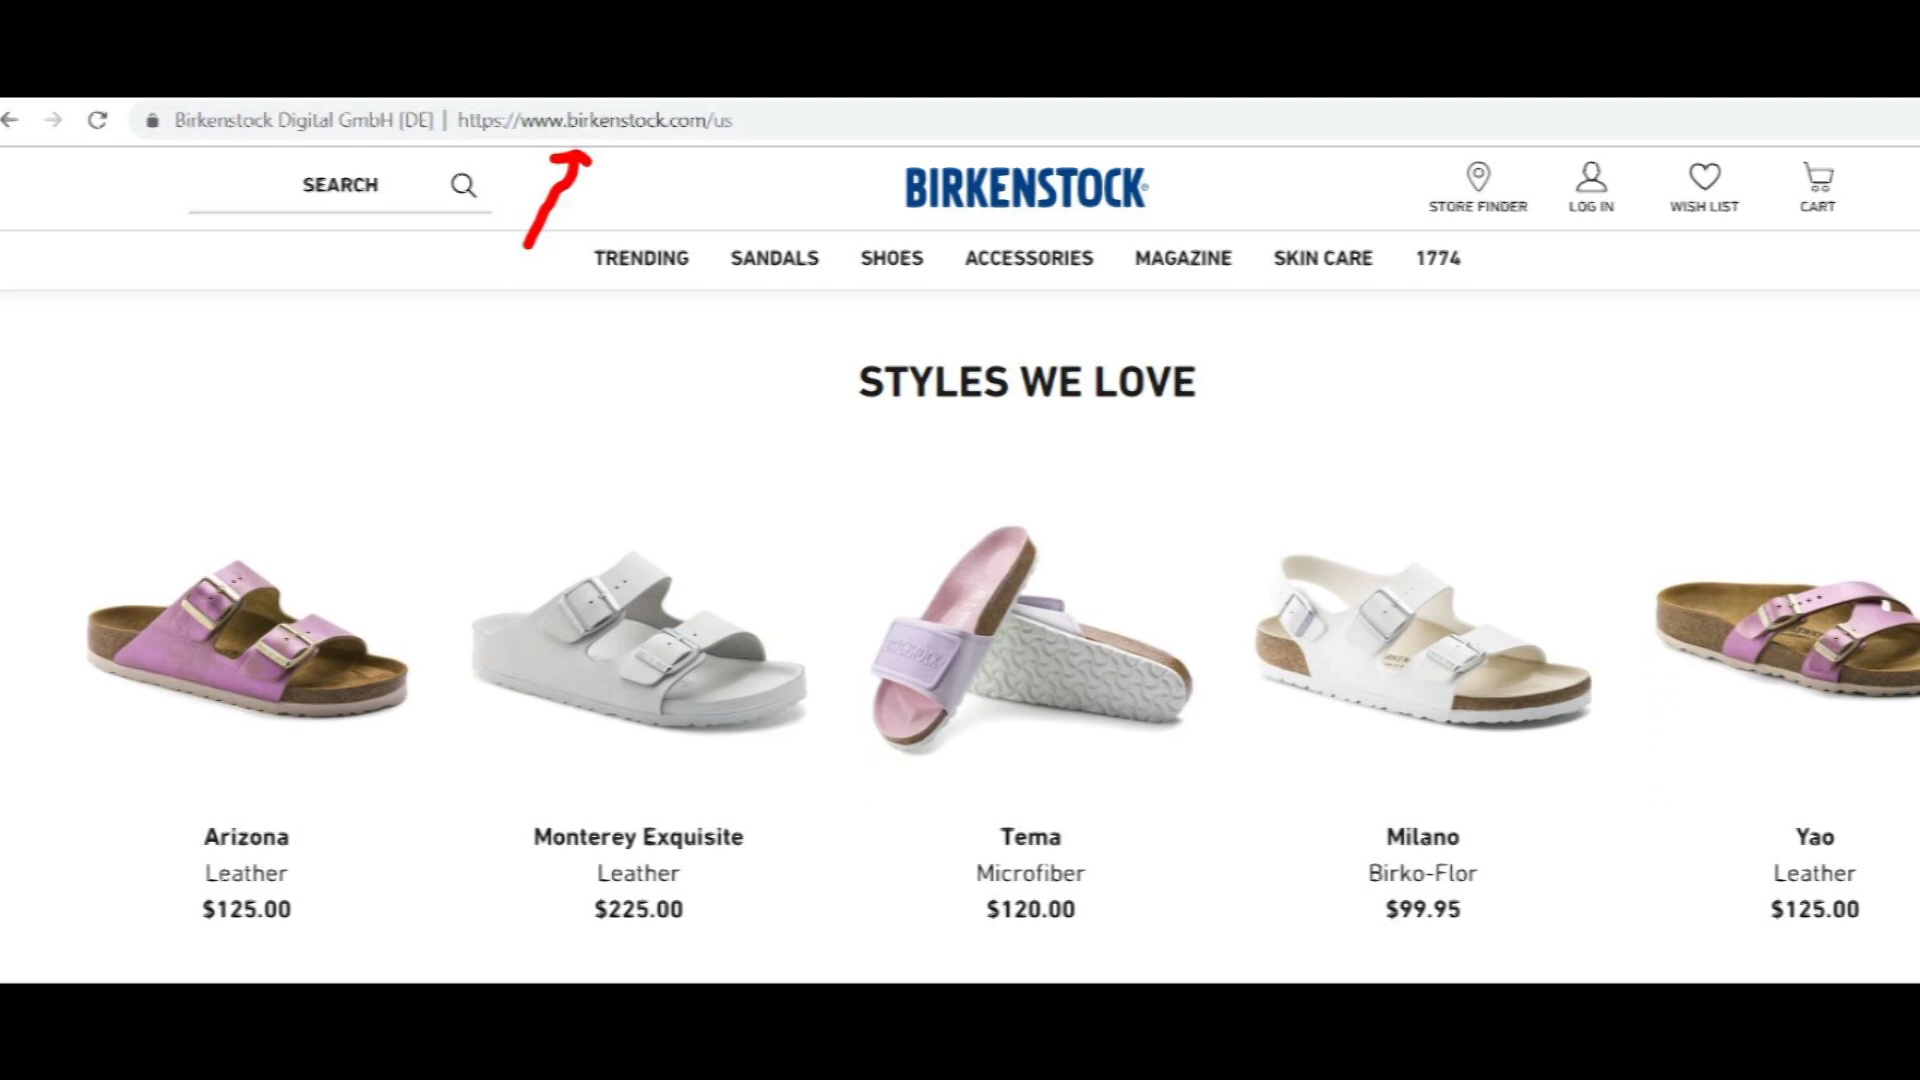 Birkenstock Digital GmbH [DE] | https://www.birkenstock.com/us
SEARCH
BIRKENSTOCK
STORE FINDER LOG IN WISH LIST CART
TRENDING SANDALS SHOES ACCESSORIES MAGAZINE SKIN CARE 1774
STYLES WE LOVE
Arizona
Leather
$125.00
Monterey Exquisite
Leather
$225.00
Tema
Microfiber
$120.00
Milano
Birko-Flor
$99.95
Yao
Leather
$125.00